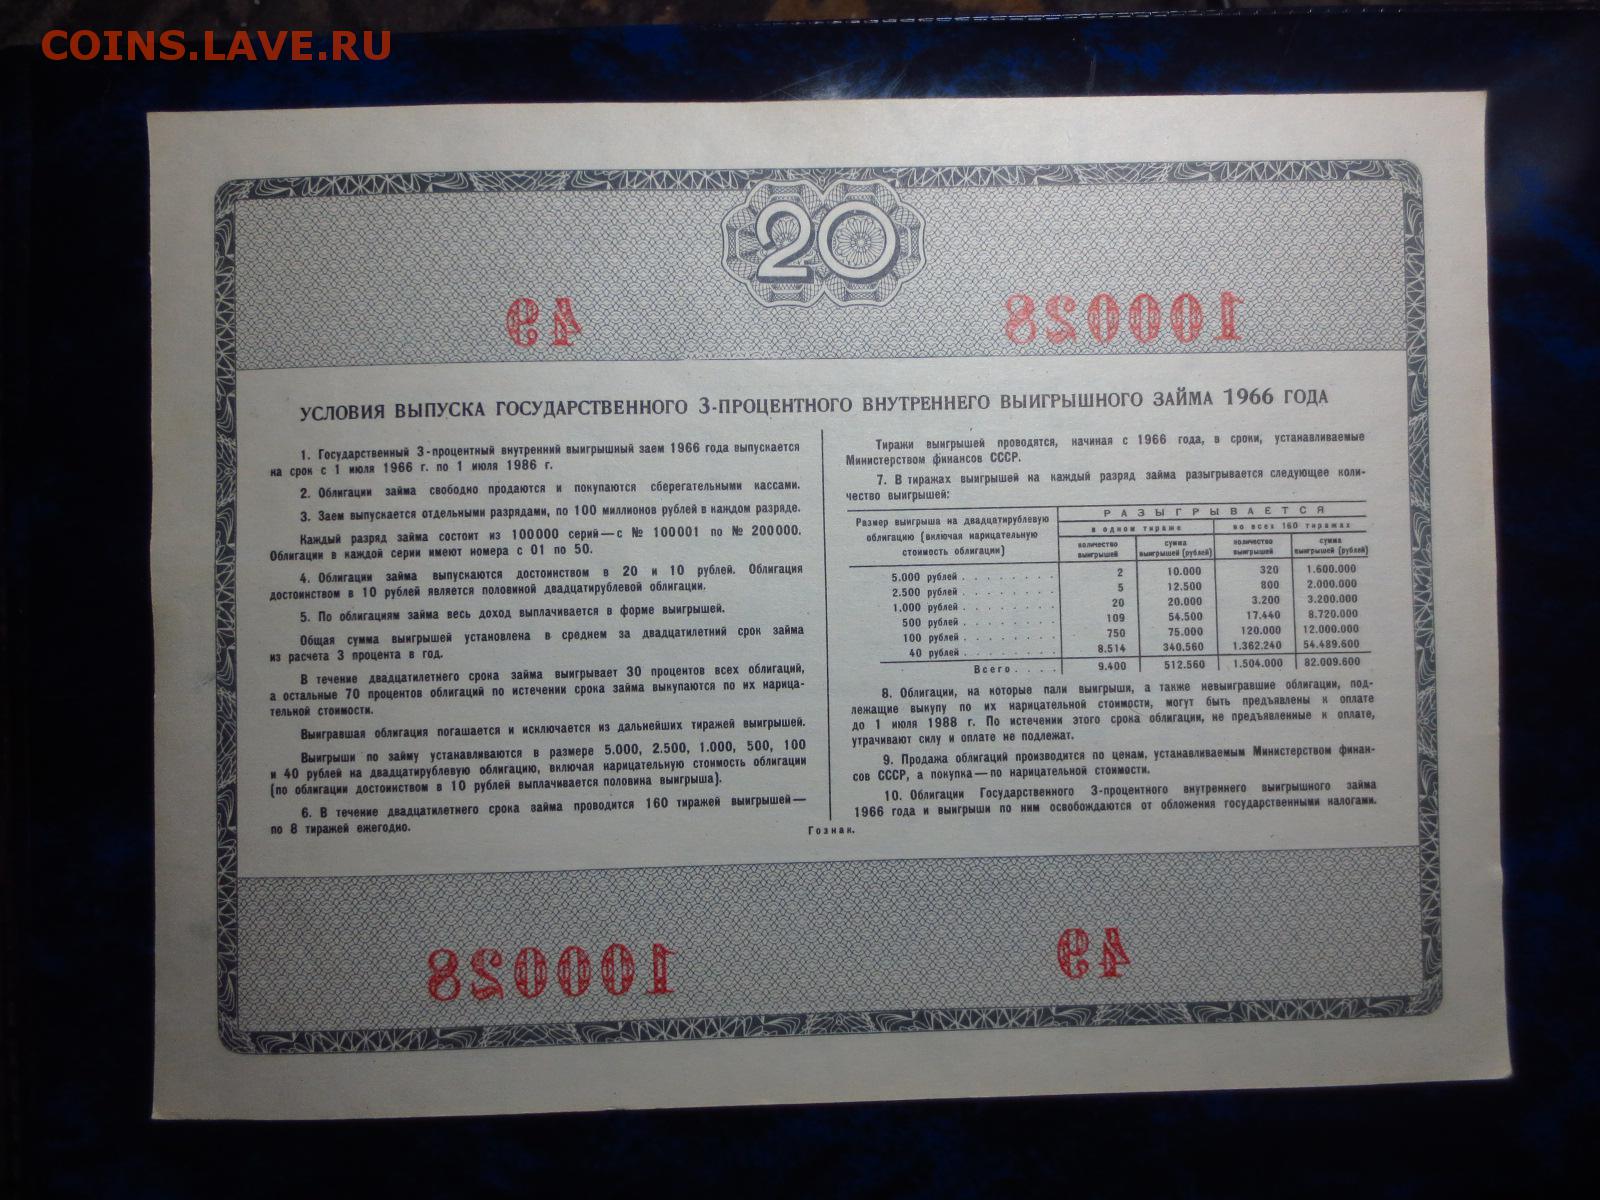 COINS.LAVE.RU
20
49 100028
УСЛОВИЯ ВЫПУСКА ГОСУДАРСТВЕННОГО 3-ПРОЦЕНТНОГО ВНУТРЕННЕГО ВЫИГРЫШНОГО ЗАЙМА 1966 ГОДА
1. Государственный 3-процентный внутренний выигрышный заем 1966 года выпускается
на срок с 1 июля 1966 г. по 1 июля 1986 г.
2. Облигации займа свободно продаются и покупаются сберегательными кассами.
3. Заем выпускается отдельными разрядами, по 100 миллионов рублей в каждом разряде.
Каждый разряд займа состоит из 100000 серий — с № 100001 по № 200000.
Облигации в каждой серии имеют номера с 01 по 50.
4. Облигации займа выпускаются достоинством в 20 и 10 рублей. Облигация
достоинством в 10 рублей является половиной двадцатирублевой облигации.
5. По облигациям займа весь доход выплачивается в форме выигрышей.
Общая сумма выигрышей установлена в среднем за двадцатилетний срок займа
из расчета 3 процента в год.
В течение двадцатилетнего срока займа выигрывает 30 процентов всех облигаций,
а остальные 70 процентов облигаций по истечении срока займа выкупаются по их нарица-
тельной стоимости.
Выигравшая облигация погашается и исключается из дальнейших тиражей выигрышей.
Выигрыши по займу устанавливаются в размере 5.000, 2.500, 1.000, 500, 100
и 40 рублей на двадцатирублевую облигацию, включая нарицательную стоимость облигации
(по облигации достоинством в 10 рублей выплачивается половина выигрыша).
6. В течение двадцатилетнего срока займа проводится 160 тиражей выигрышей —
по 8 тиражей ежегодно.
Тиражи выигрышей проводятся, начиная с 1966 года, в сроки, устанавливаемые
Министерством финансов СССР.
7. В тиражах выигрышей на каждый разряд займа разыгрывается следующее коли-
чество выигрышей:
Размер выигрыша на двадцатирублевую
облигацию (включая нарицательную
стоимость облигации)
РАЗЫГРЫВАЕТСЯ
в одном тираже во всех 160 тиражах
количество выигрышей сумма выигрышей (рублей) количество выигрышей сумма выигрышей (рублей)
5.000 рублей . . . . . . . . 2 10.000 320 1.600.000
2.500 рублей . . . . . . . . 5 12.500 800 2.000.000
1.000 рублей . . . . . . . . 20 20.000 3.200 3.200.000
500 рублей . . . . . . . . 109 54.500 17.440 8.720.000
100 рублей . . . . . . . . 750 75.000 120.000 12.000.000
40 рублей . . . . . . . . 8.514 340.560 1.362.240 54.489.600
Всего . . . . . 9.400 512.560 1.504.000 82.009.600
8. Облигации, на которые пали выигрыши, а также невыигравшие облигации, под-
лежащие выкупу по их нарицательной стоимости, могут быть предъявлены к оплате
до 1 июля 1988 г. По истечении этого срока облигации, не предъявленные к оплате,
утрачивают силу и оплате не подлежат.
9. Продажа облигаций производится по ценам, устанавливаемым Министерством финан-
сов СССР, а покупка — по нарицательной стоимости.
10. Облигации Государственного 3-процентного внутреннего выигрышного займа
1966 года и выигрыши по ним освобождаются от обложения государственными налогами.
Гознак.
100028 49